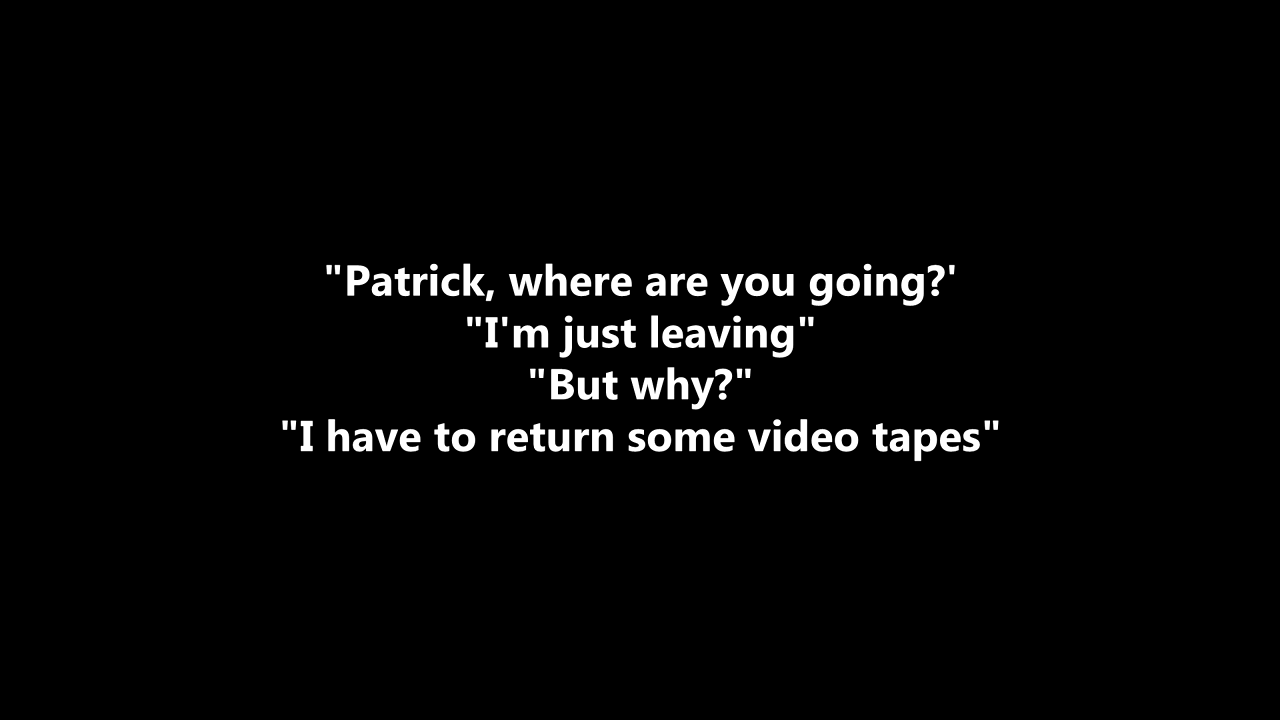 "Patrick, where are you going?'
"I'm just leaving"
"But why?"
"I have to return some video tapes"